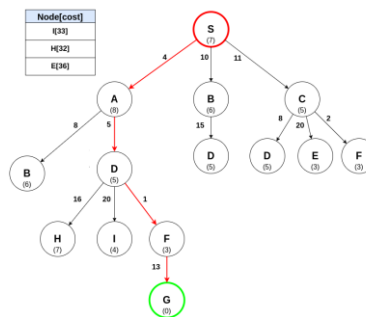 Node[cost]
I[33]
H[32]
E[36]
S
(7)
4
10
11
A
(8)
B
(6)
C
(5)
8
5
15
8
20
2
B
(6)
D
(5)
D
(5)
D
(5)
E
(3)
F
(3)
16
20
1
H
(7)
I
(4)
F
(3)
13
G
(0)